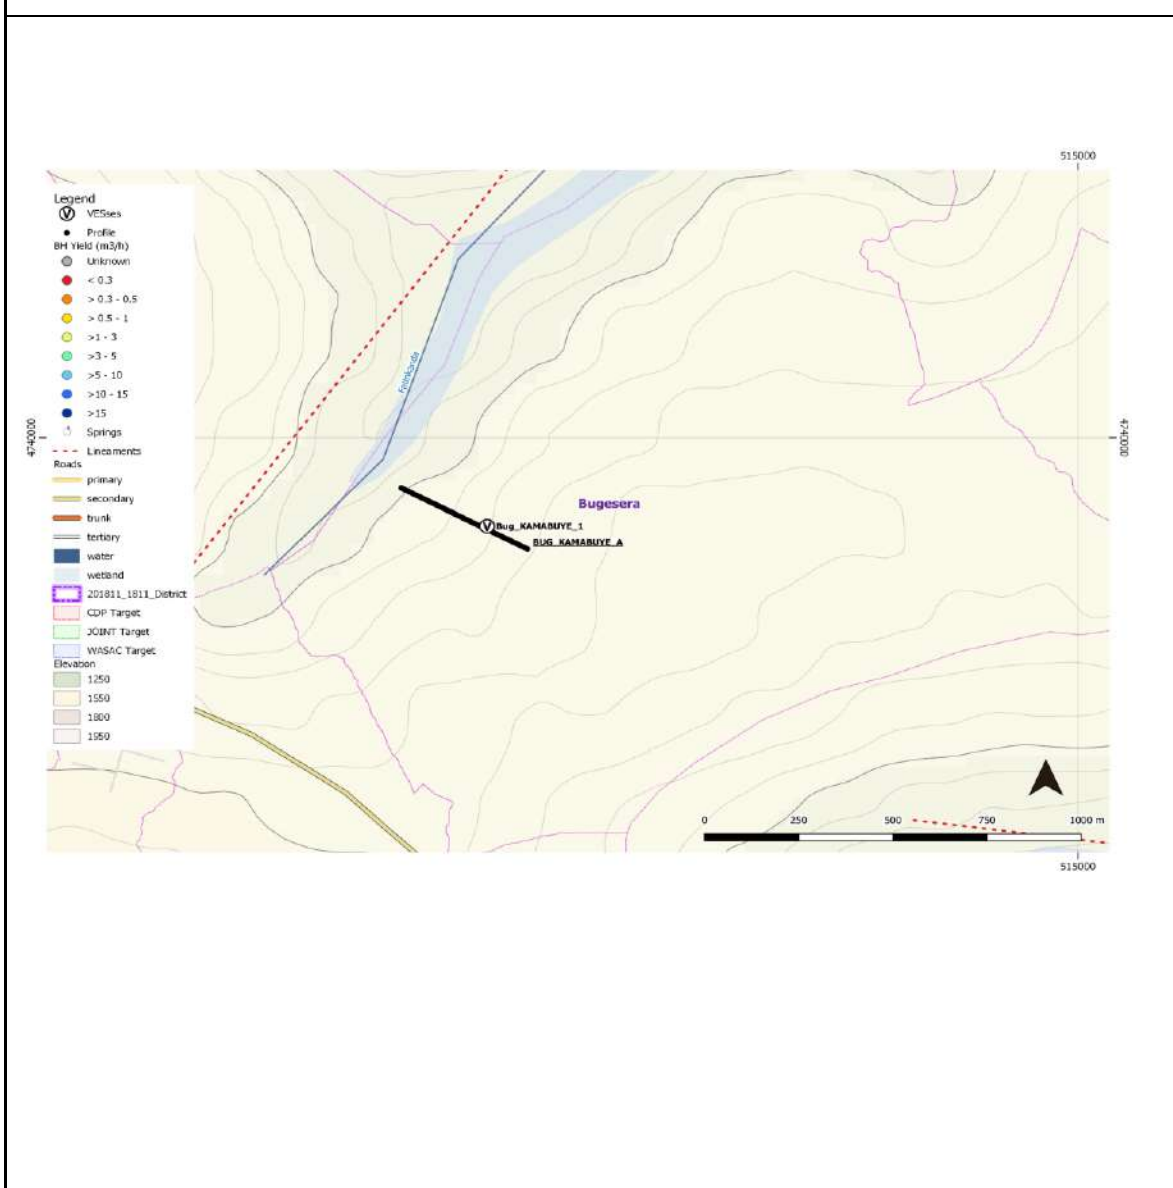 515000
Legend
V VESses
Profile
BH Yield (m3/h)
Unknown
< 0.3
> 0.3 - 0.5
> 0.5 - 1
>1 - 3
>3 - 5
>5 - 10
>10 - 15
>15
Springs
Lineaments
Roads
primary
secondary
trunk
tertiary
water
wetland
201811_1811_District
CDP Target
JOINT Target
WASAC Target
Elevation
1250
1550
1800
1950
4740000
4740000
Bugesera
V Bug_KAMABUYE_1
BUG_KAMABUYE_A
0 250 500 750 1000 m
515000